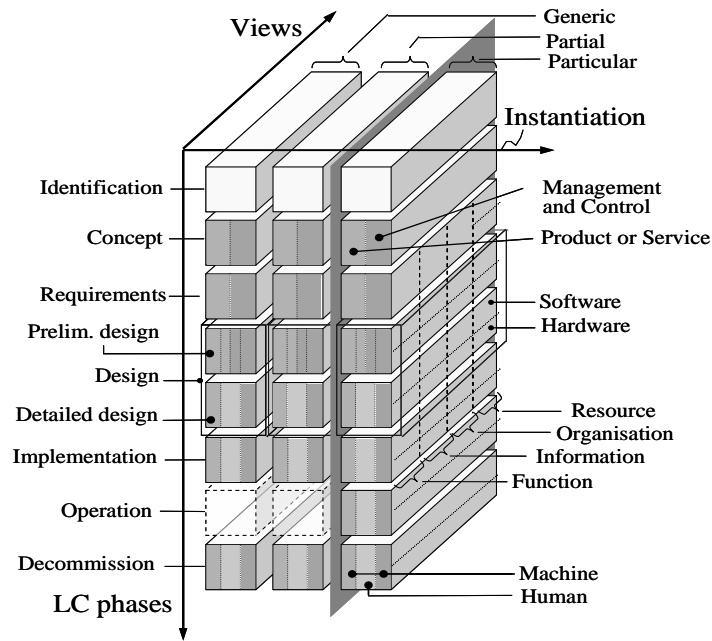 Generic
Views
Partial
Particular
Instantiation
Identification
Management
and Control
Concept
Product or Service
Requirements
Software
Prelim. design
Hardware
Design
Detailed design
Resource
Organisation
Implementation
Information
Function
Operation
Decommission
Machine
Human
LC phases